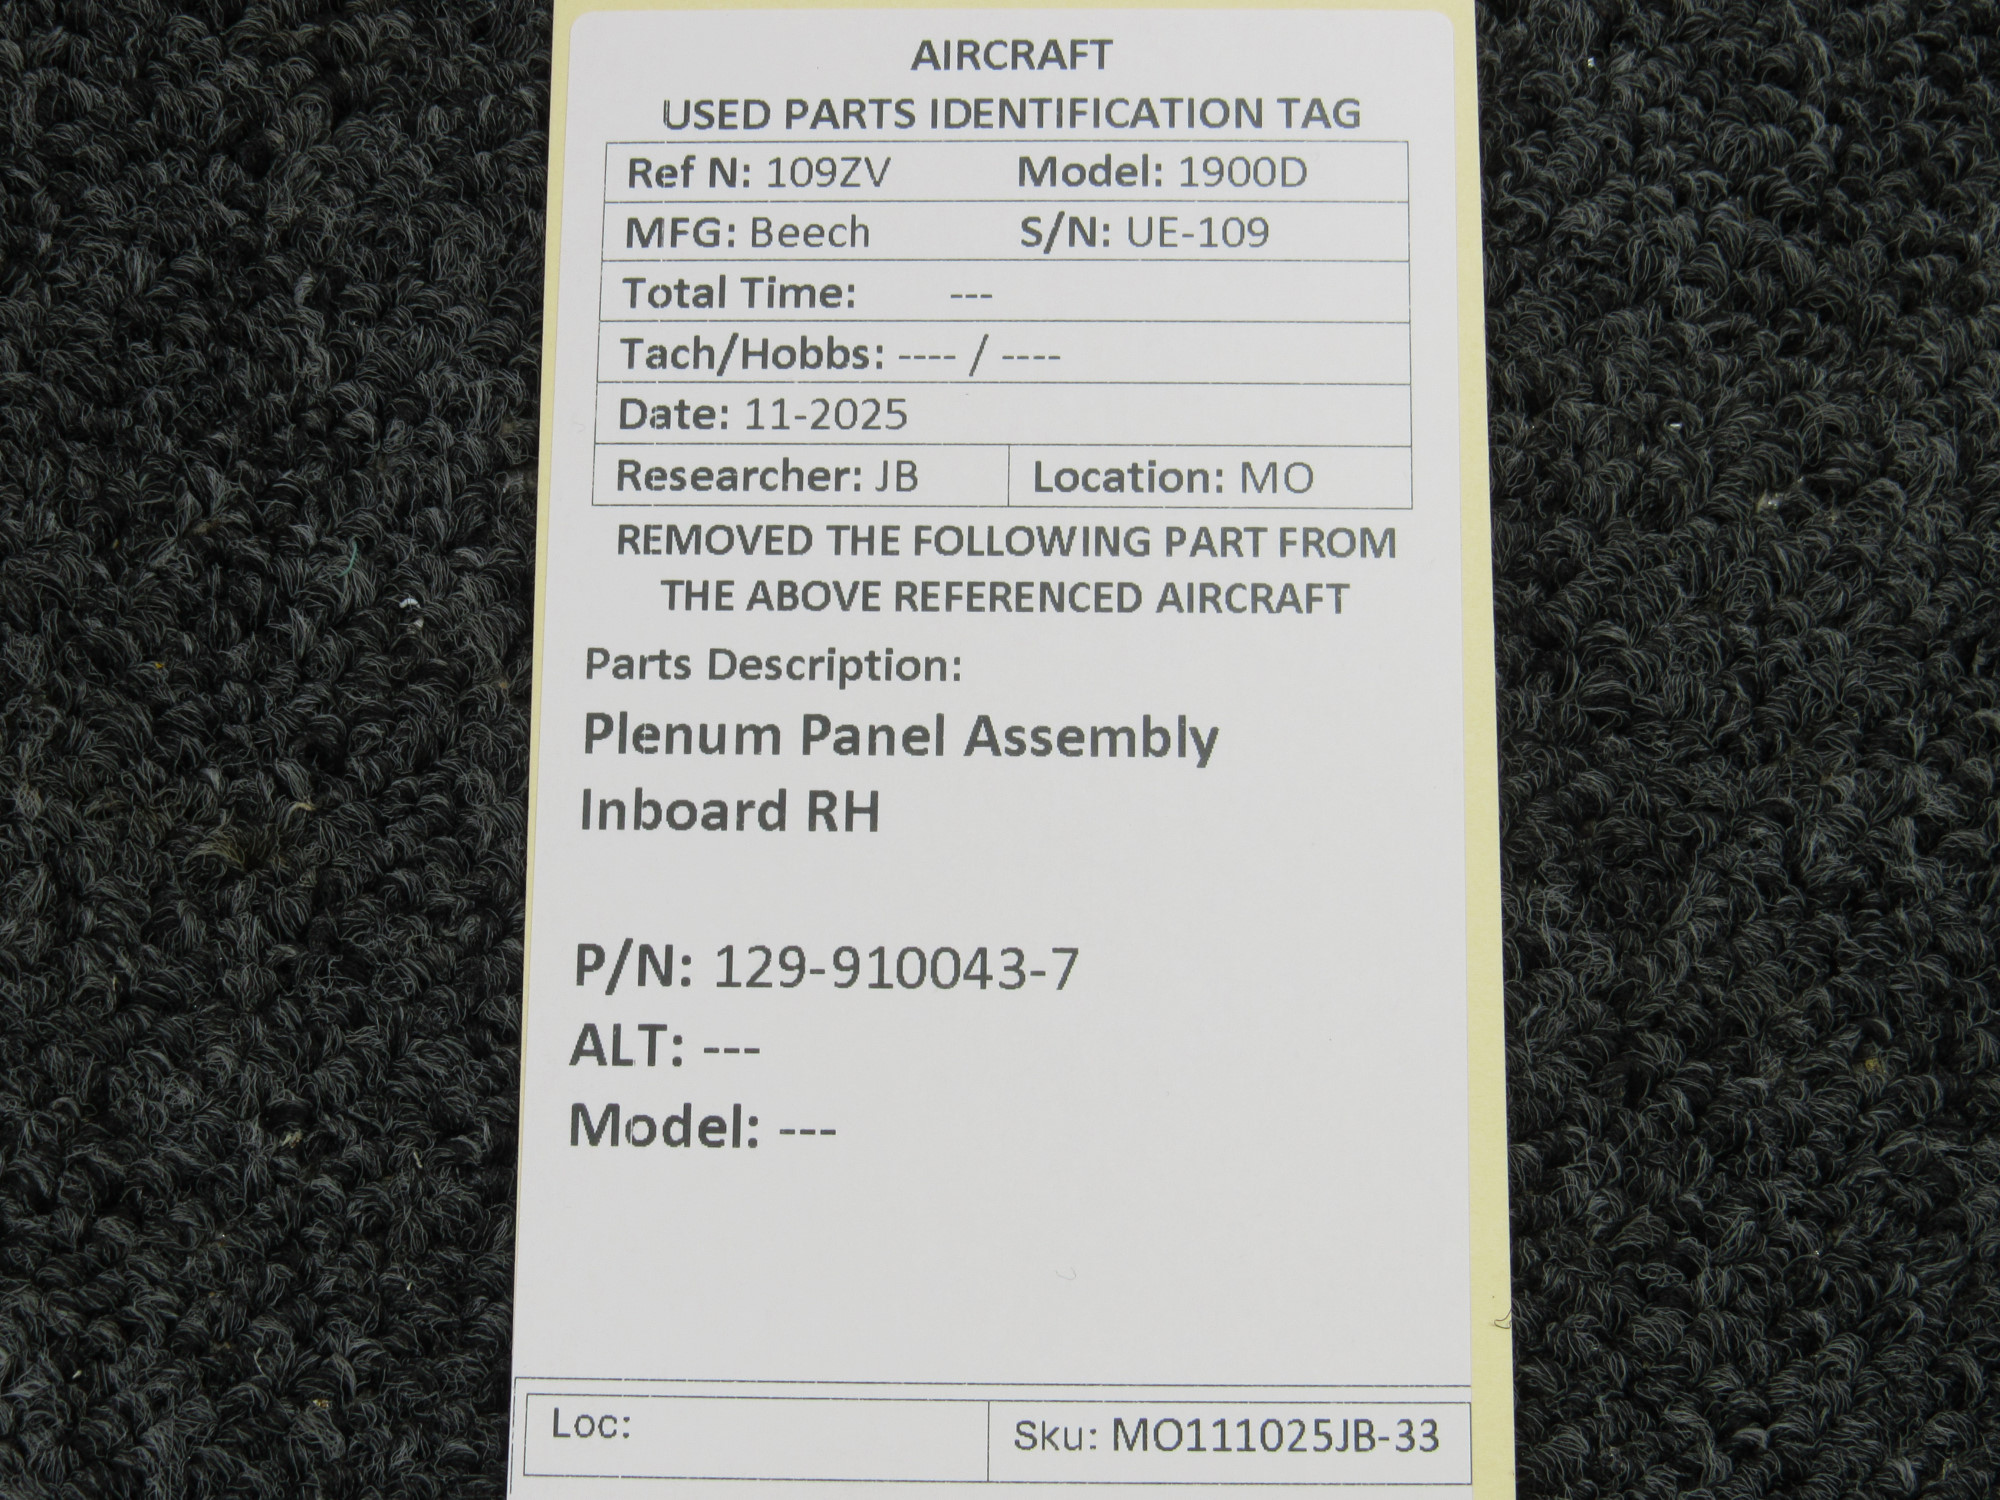 AIRCRAFT
USED PARTS IDENTIFICATION TAG
Ref N: 109ZV Model: 1900D
MFG: Beech S/N: UE-109
Total Time: ---
Tach/Hobbs: ---- / ----
Date: 11-2025
Researcher: JB Location: MO
REMOVED THE FOLLOWING PART FROM
THE ABOVE REFERENCED AIRCRAFT
Parts Description:
Plenum Panel Assembly
Inboard RH
P/N: 129-910043-7
ALT: ---
Model: ---
Loc: Sku: MO111025JB-33